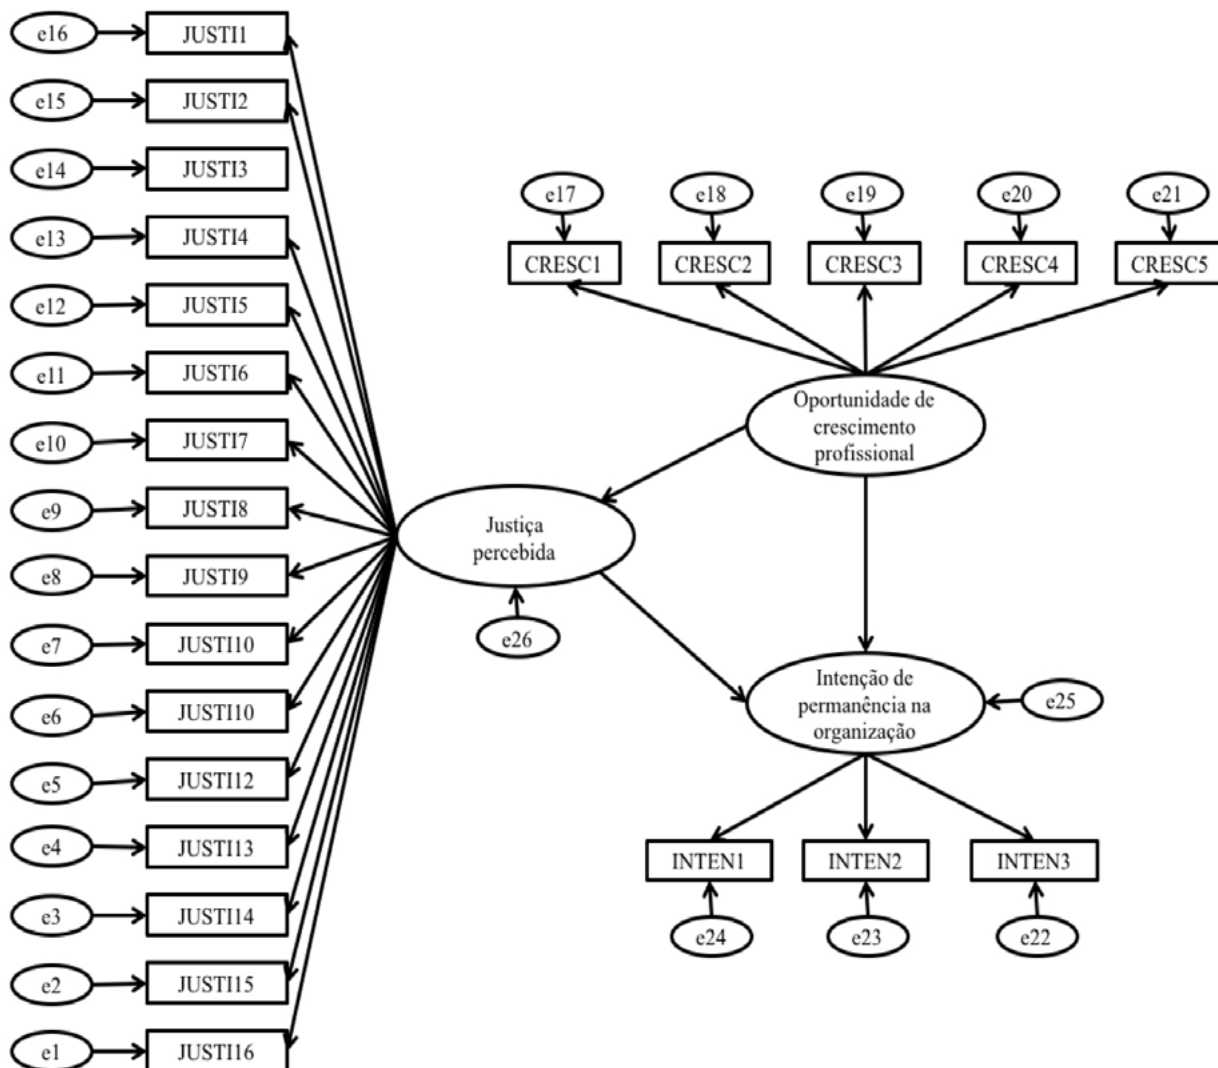 e16
JUSTI1
e15
JUSTI2
e14
JUSTI3
e13
JUSTI4
e12
JUSTI5
e11
JUSTI6
e10
JUSTI7
e9
JUSTI8
e8
JUSTI9
e7
JUSTI10
e6
JUSTI10
e5
JUSTI12
e4
JUSTI13
e3
JUSTI14
e2
JUSTI15
e1
JUSTI16
Justiça
percebida
e26
e17
e18
e19
e20
e21
CRESC1
CRESC2
CRESC3
CRESC4
CRESC5
Oportunidade de
crescimento
profissional
Intenção de
permanência na
organização
e25
INTEN1
INTEN2
INTEN3
e24
e23
e22